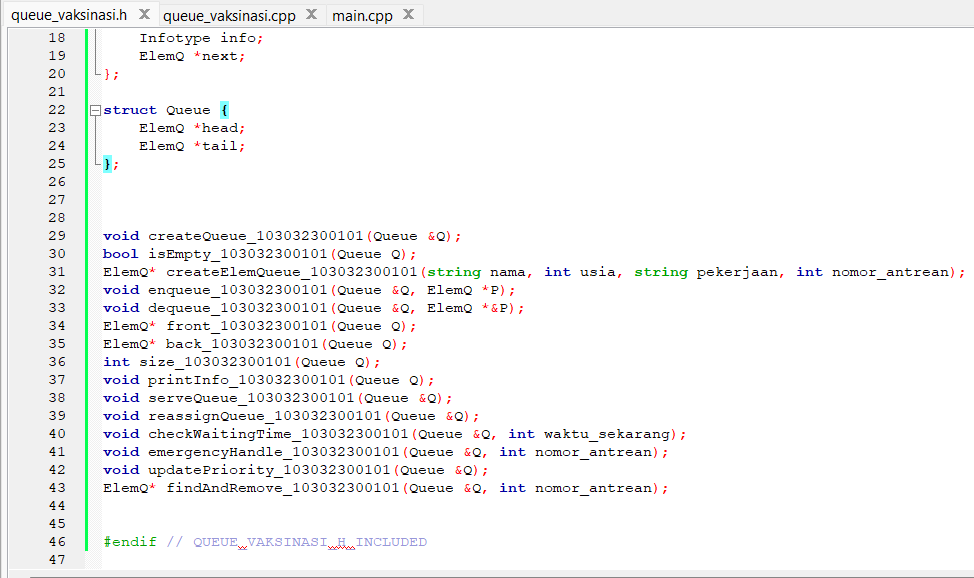 queue_vaksinasi.h X queue_vaksinasi.cpp X main.cpp X
18 Infotype info;
19 ElemQ *next;
20 };
21
22 struct Queue {
23 ElemQ *head;
24 ElemQ *tail;
25 };
26
27
28
29 void createQueue_103032300101(Queue &Q);
30 bool isEmpty_103032300101(Queue Q);
31 ElemQ* createElemQueue_103032300101(string nama, int usia, string pekerjaan, int nomor_antrean);
32 void enqueue_103032300101(Queue &Q, ElemQ *P);
33 void dequeue_103032300101(Queue &Q, ElemQ *&P);
34 ElemQ* front_103032300101(Queue Q);
35 ElemQ* back_103032300101(Queue Q);
36 int size_103032300101(Queue Q);
37 void printInfo_103032300101(Queue Q);
38 void serveQueue_103032300101(Queue &Q);
39 void reassignQueue_103032300101(Queue &Q);
40 void checkWaitingTime_103032300101(Queue &Q, int waktu_sekarang);
41 void emergencyHandle_103032300101(Queue &Q, int nomor_antrean);
42 void updatePriority_103032300101(Queue &Q);
43 ElemQ* findAndRemove_103032300101(Queue &Q, int nomor_antrean);
44
45
46 #endif // QUEUE_VAKSINASI_H_INCLUDED
47